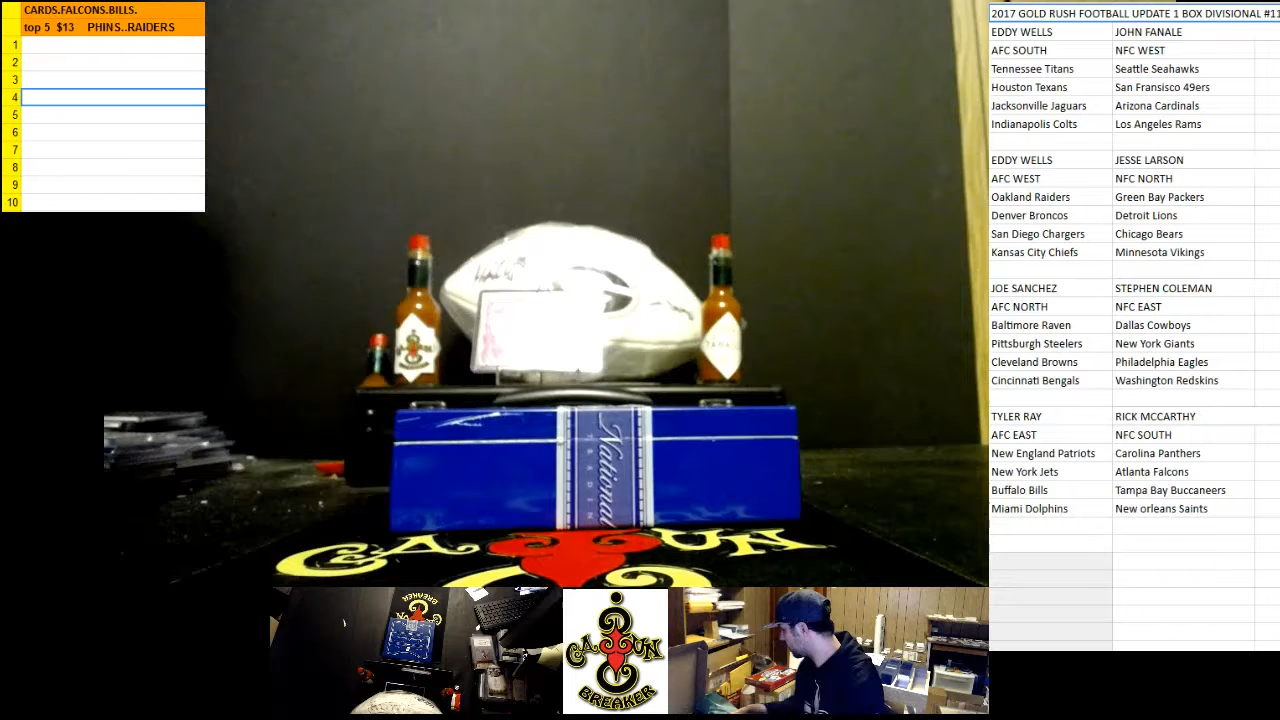 CARDS.FALCONS.BILLS.
top 5 $13 PHINS..RAIDERS
1
2
3
4
5
6
7
8
9
10
2017 GOLD RUSH FOOTBALL UPDATE 1 BOX DIVISIONAL #11
EDDY WELLS JOHN FANALE
AFC SOUTH NFC WEST
Tennessee Titans Seattle Seahawks
Houston Texans San Fransisco 49ers
Jacksonville Jaguars Arizona Cardinals
Indianapolis Colts Los Angeles Rams
EDDY WELLS JESSE LARSON
AFC WEST NFC NORTH
Oakland Raiders Green Bay Packers
Denver Broncos Detroit Lions
San Diego Chargers Chicago Bears
Kansas City Chiefs Minnesota Vikings
JOE SANCHEZ STEPHEN COLEMAN
AFC NORTH NFC EAST
Baltimore Raven Dallas Cowboys
Pittsburgh Steelers New York Giants
Cleveland Browns Philadelphia Eagles
Cincinnati Bengals Washington Redskins
TYLER RAY RICK MCCARTHY
AFC EAST NFC SOUTH
New England Patriots Carolina Panthers
New York Jets Atlanta Falcons
Buffalo Bills Tampa Bay Buccaneers
Miami Dolphins New orleans Saints
National
TRADIN
CAJUN
CAJUN
BREAKER